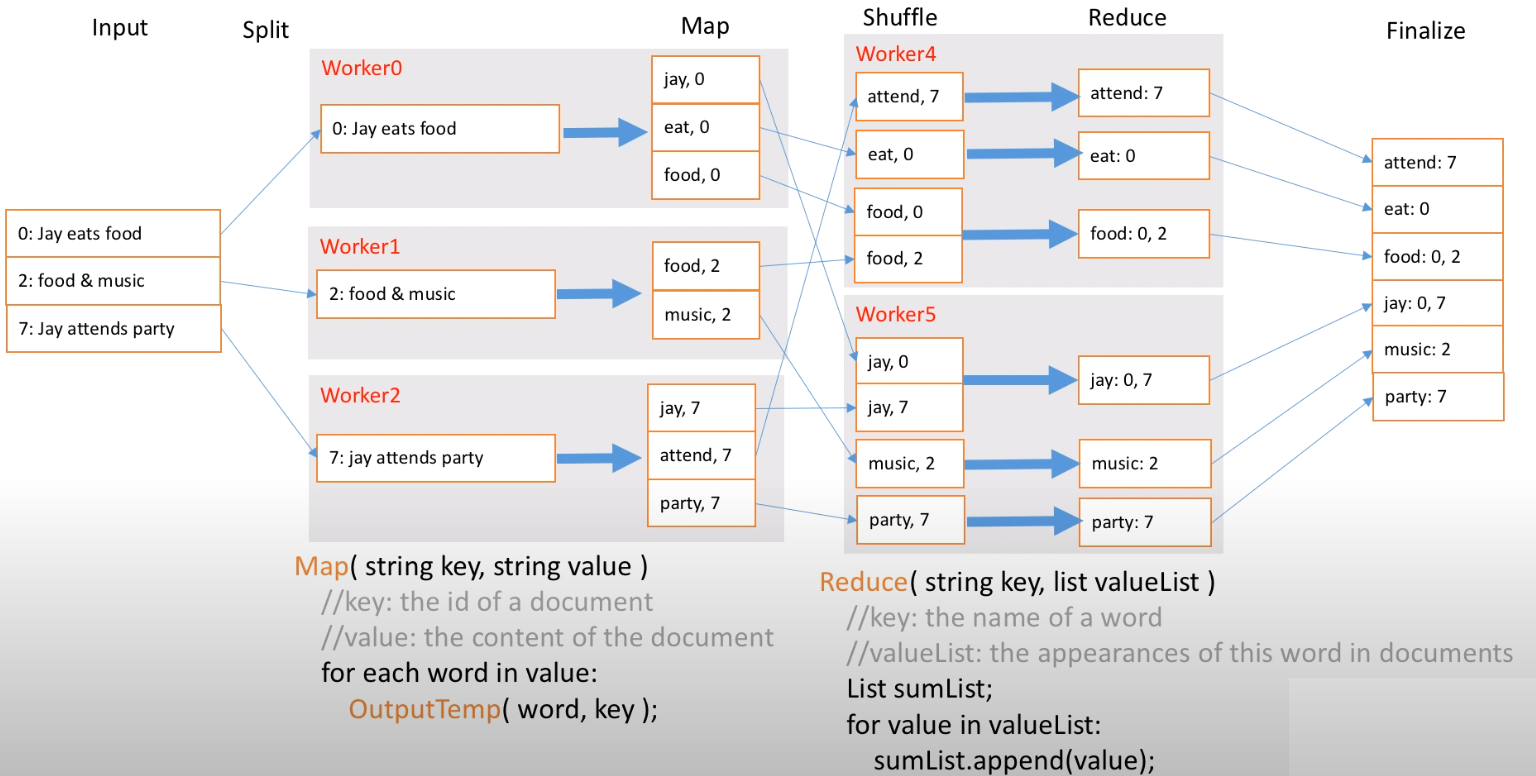 Input
Split
Map
Shuffle
Reduce
Finalize
0: Jay eats food
2: food & music
7: Jay attends party
Worker0
0: Jay eats food
jay, 0
eat, 0
food, 0
Worker1
2: food & music
food, 2
music, 2
Worker2
7: jay attends party
jay, 7
attend, 7
party, 7
Worker4
attend, 7
eat, 0
food, 0
food, 2
attend: 7
eat: 0
food: 0, 2
Worker5
jay, 0
jay, 7
music, 2
party, 7
jay: 0, 7
music: 2
party: 7
attend: 7
eat: 0
food: 0, 2
jay: 0, 7
music: 2
party: 7
Map( string key, string value )
//key: the id of a document
//value: the content of the document
for each word in value:
OutputTemp( word, key );
Reduce( string key, list valueList )
//key: the name of a word
//valueList: the appearances of this word in documents
List sumList;
for value in valueList:
sumList.append(value);